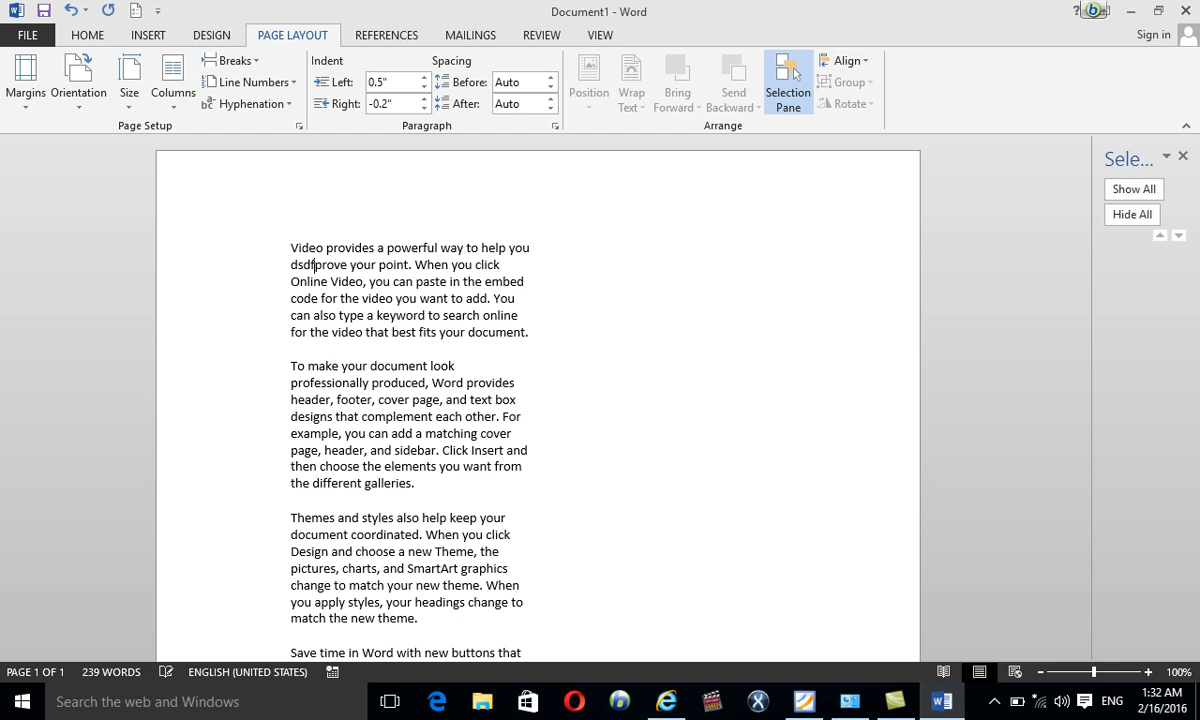 Document1 - Word
?
FILE HOME INSERT DESIGN PAGE LAYOUT REFERENCES MAILINGS REVIEW VIEW Sign in
Margins
Orientation
Size
Columns
Breaks
Line Numbers
Hyphenation
Page Setup
Indent
Left: 0.5"
Right: -0.2"
Spacing
Before: Auto
After: Auto
Paragraph
Position
Wrap
Text
Bring
Forward
Send
Backward
Selection
Pane
Align
Group
Rotate
Arrange
Sele...
Show All
Hide All
Video provides a powerful way to help you
dsdfprove your point. When you click
Online Video, you can paste in the embed
code for the video you want to add. You
can also type a keyword to search online
for the video that best fits your document.
To make your document look
professionally produced, Word provides
header, footer, cover page, and text box
designs that complement each other. For
example, you can add a matching cover
page, header, and sidebar. Click Insert and
then choose the elements you want from
the different galleries.
Themes and styles also help keep your
document coordinated. When you click
Design and choose a new Theme, the
pictures, charts, and SmartArt graphics
change to match your new theme. When
you apply styles, your headings change to
match the new theme.
Save time in Word with new buttons that
PAGE 1 OF 1 239 WORDS ENGLISH (UNITED STATES) 100%
Search the web and Windows
ENG
1:32 AM
2/16/2016